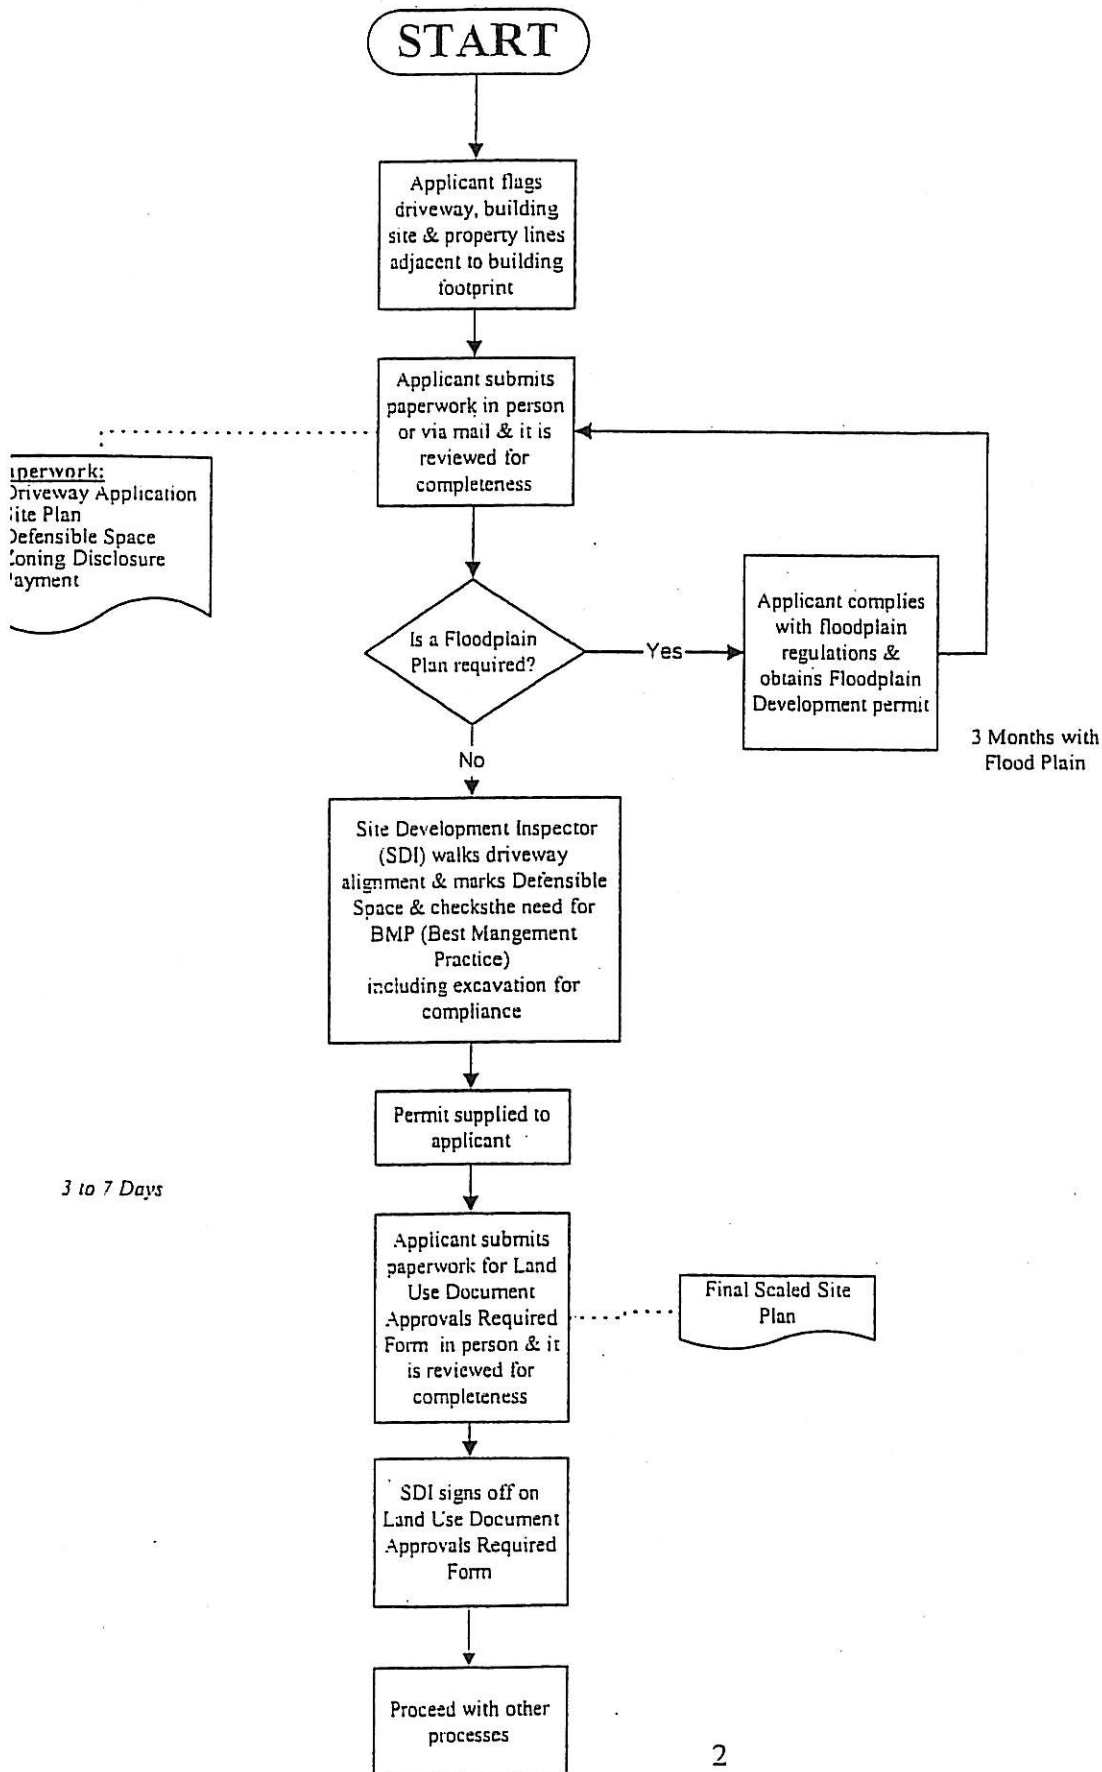 START
Applicant flags
driveway, building
site & property lines
adjacent to building
footprint
Applicant submits
paperwork in person
or via mail & it is
reviewed for
completeness
aperwork:
Driveway Application
Site Plan
Defensible Space
Zoning Disclosure
Payment
Is a Floodplain
Plan required?
Yes
Applicant complies
with floodplain
regulations &
obtains Floodplain
Development permit
3 Months with
Flood Plain
No
Site Development Inspector
(SDI) walks driveway
alignment & marks Defensible
Space & checksthe need for
BMP (Best Mangement
Practice)
including excavation for
compliance
Permit supplied to
applicant
3 to 7 Days
Applicant submits
paperwork for Land
Use Document
Approvals Required
Form in person & it
is reviewed for
completeness
Final Scaled Site
Plan
SDI signs off on
Land Use Document
Approvals Required
Form
Proceed with other
processes
2